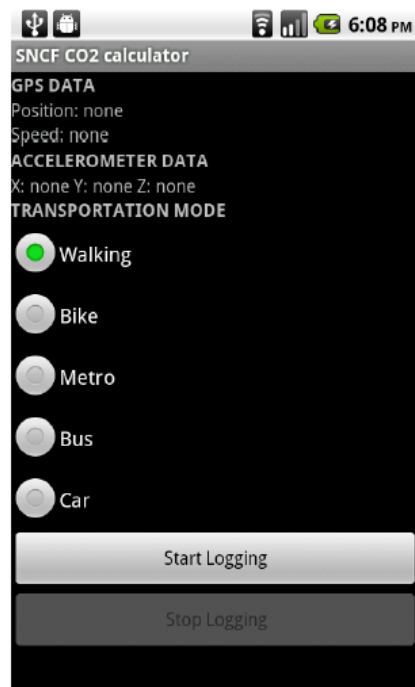 6:08 PM
SNCF CO2 calculator
GPS DATA
Position: none
Speed: none
ACCELEROMETER DATA
X: none Y: none Z: none
TRANSPORTATION MODE
Walking
Bike
Metro
Bus
Car
Start Logging
Stop Logging